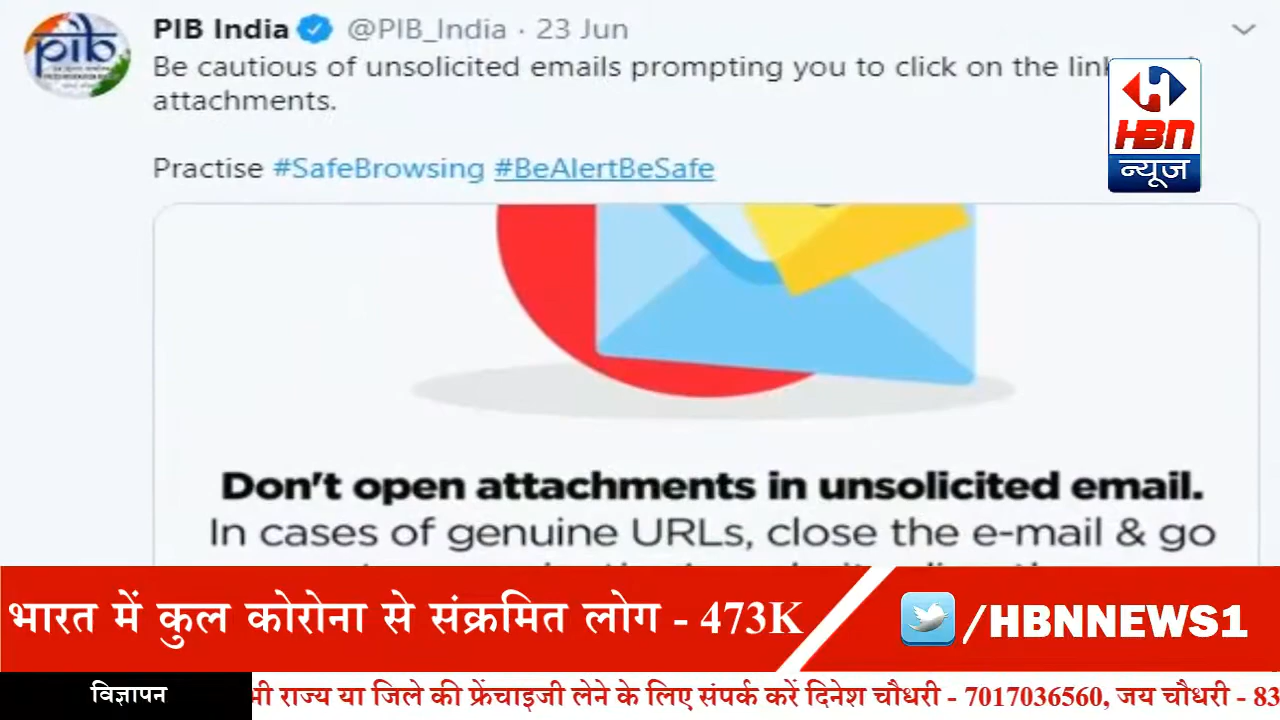 PIB India @PIB_India · 23 Jun
Be cautious of unsolicited emails prompting you to click on the link
attachments.
Practise #SafeBrowsing #BeAlertBeSafe
pib
HBN
न्यूज
Don't open attachments in unsolicited email.
In cases of genuine URLs, close the e-mail & go
भारत में कुल कोरोना से संक्रमित लोग - 473K
/HBNNEWS1
विज्ञापन
भी राज्य या जिले की फ्रेंचाइजी लेने के लिए संपर्क करें दिनेश चौधरी - 7017036560, जय चौधरी - 83